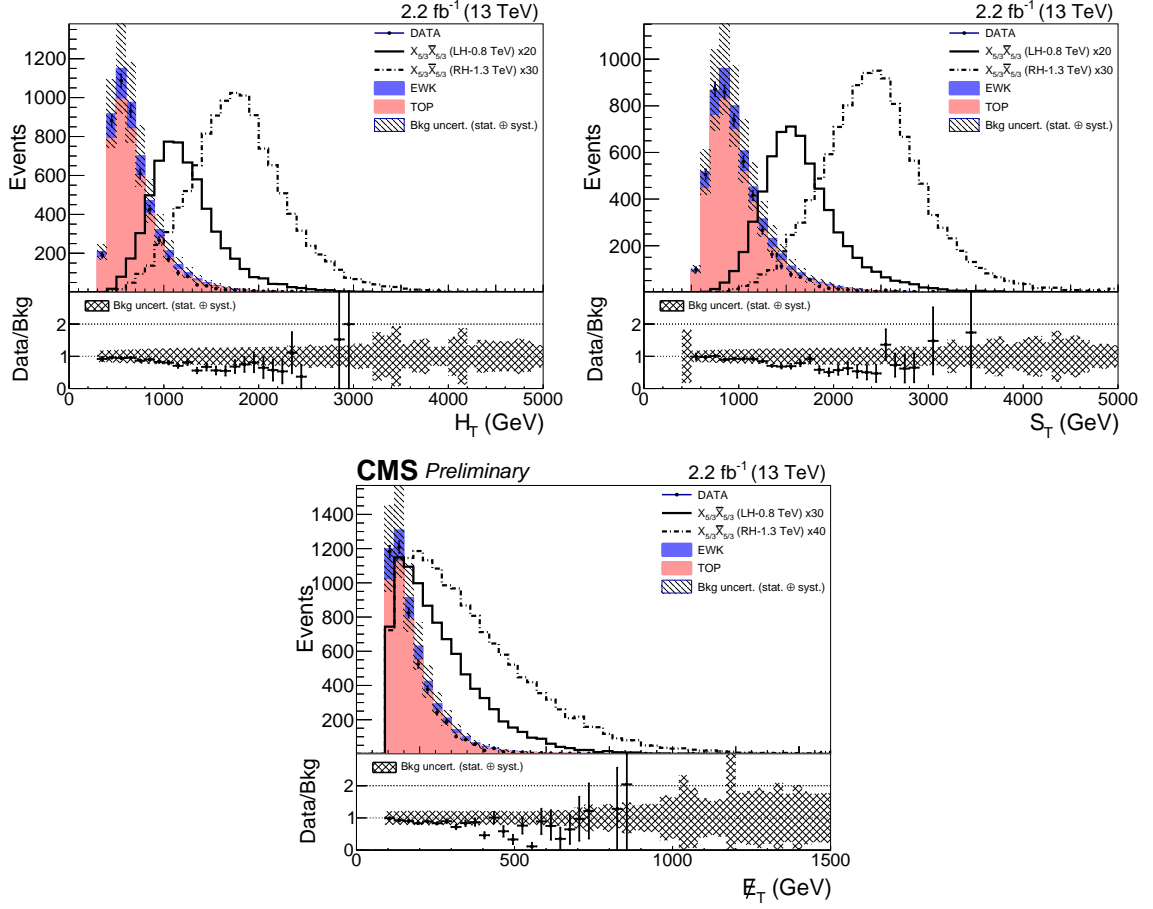 2.2 fb⁻¹ (13 TeV)
DATA
X₅/₃X̅₅/₃ (LH-0.8 TeV) x20
X₅/₃X̅₅/₃ (RH-1.3 TeV) x30
EWK
TOP
Bkg uncert. (stat. ⊕ syst.)
Events
1200
1000
800
600
400
200
Bkg uncert. (stat. ⊕ syst.)
Data/Bkg
2
1
0
0 1000 2000 3000 4000 5000
H_T (GeV)
2.2 fb⁻¹ (13 TeV)
DATA
X₅/₃X̅₅/₃ (LH-0.8 TeV) x20
X₅/₃X̅₅/₃ (RH-1.3 TeV) x30
EWK
TOP
Bkg uncert. (stat. ⊕ syst.)
Events
1000
800
600
400
200
Bkg uncert. (stat. ⊕ syst.)
Data/Bkg
2
1
0
0 1000 2000 3000 4000 5000
S_T (GeV)
CMS Preliminary 2.2 fb⁻¹ (13 TeV)
DATA
X₅/₃X̅₅/₃ (LH-0.8 TeV) x30
X₅/₃X̅₅/₃ (RH-1.3 TeV) x40
EWK
TOP
Bkg uncert. (stat. ⊕ syst.)
Events
1400
1200
1000
800
600
400
200
Bkg uncert. (stat. ⊕ syst.)
Data/Bkg
2
1
0
0 500 1000 1500
E̸_T (GeV)